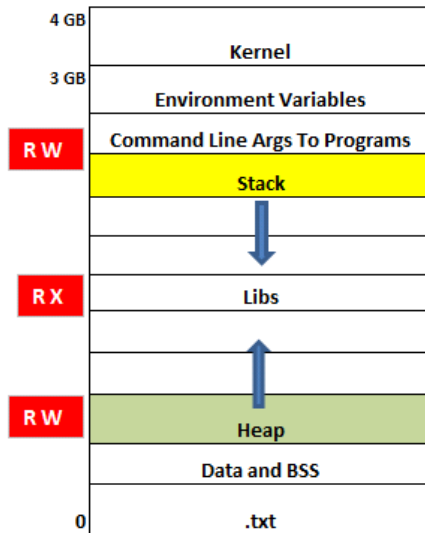 4 GB
Kernel
3 GB
Environment Variables
Command Line Args To Programs
R W
Stack
R X
Libs
R W
Heap
Data and BSS
0
.txt